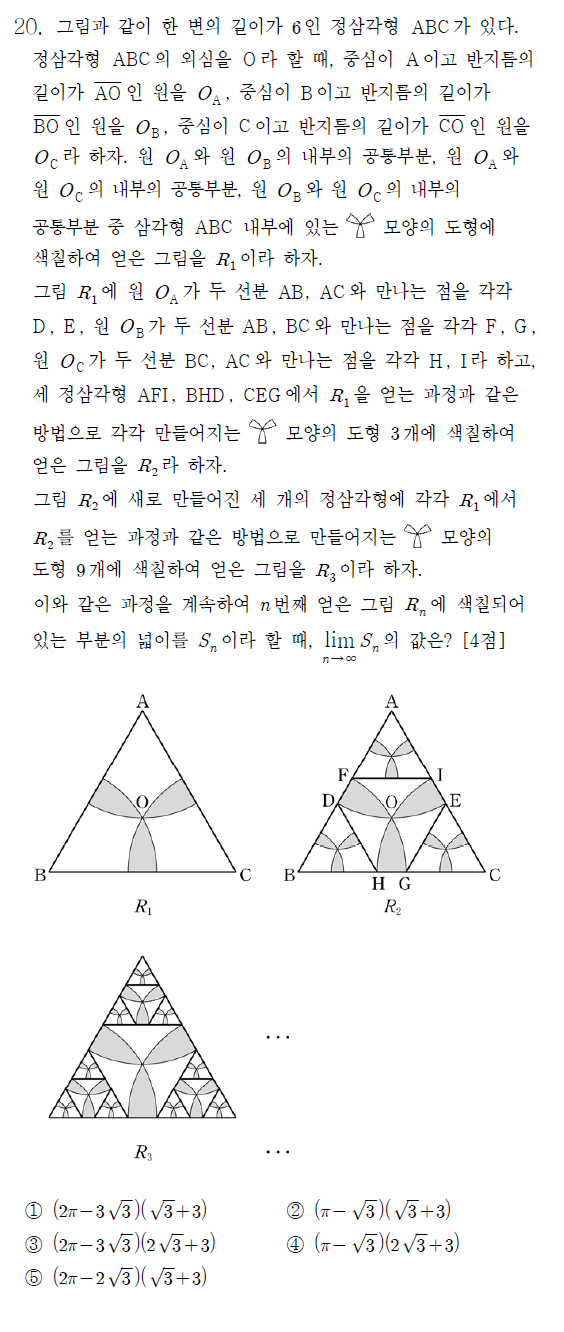 20. 그림과 같이 한 변의 길이가 6인 정삼각형 ABC가 있다.
정삼각형 ABC의 외심을 O라 할 때, 중심이 A이고 반지름의
길이가 $\overline{AO}$인 원을 $O_A$, 중심이 B이고 반지름의 길이가
$\overline{BO}$인 원을 $O_B$, 중심이 C이고 반지름의 길이가 $\overline{CO}$인 원을
$O_C$라 하자. 원 $O_A$와 원 $O_B$의 내부의 공통부분, 원 $O_A$와
원 $O_C$의 내부의 공통부분, 원 $O_B$와 원 $O_C$의 내부의
공통부분 중 삼각형 ABC 내부에 있는 모양의 도형에
색칠하여 얻은 그림을 $R_1$이라 하자.
그림 $R_1$에 원 $O_A$가 두 선분 AB, AC와 만나는 점을 각각
D, E, 원 $O_B$가 두 선분 AB, BC와 만나는 점을 각각 F, G,
원 $O_C$가 두 선분 BC, AC와 만나는 점을 각각 H, I라 하고,
세 정삼각형 AFI, BHD, CEG에서 $R_1$을 얻는 과정과 같은
방법으로 각각 만들어지는 모양의 도형 3개에 색칠하여
얻은 그림을 $R_2$라 하자.
그림 $R_2$에 새로 만들어진 세 개의 정삼각형에 각각 $R_1$에서
$R_2$를 얻는 과정과 같은 방법으로 만들어지는 모양의
도형 9개에 색칠하여 얻은 그림을 $R_3$이라 하자.
이와 같은 과정을 계속하여 n번째 얻은 그림 $R_n$에 색칠되어
있는 부분의 넓이를 $S_n$이라 할 때, $\lim_{n→∞} S_n$의 값은? [4점]
A
O
B C
$R_1$
A
F I
D O E
B C
H G
$R_2$
…
$R_3$ …
① (2π-3√3)(√3+3) ② (π-√3)(√3+3)
③ (2π-3√3)(2√3+3) ④ (π-√3)(2√3+3)
⑤ (2π-2√3)(√3+3)